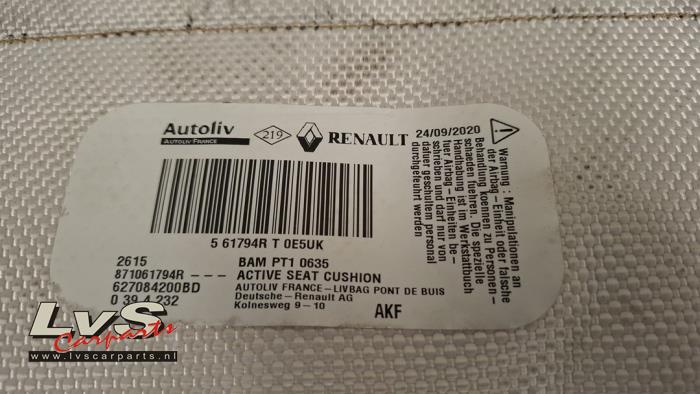 Autoliv
AUTOLIV FRANCE
219
RENAULT
24/09/2020
5 61794R T 0E5UK
2615
BAM PT1 0635
871061794R - - -
ACTIVE SEAT CUSHION
627084200BD
AUTOLIV FRANCE-LIVBAG PONT DE BUIS
0 39 4 232
Deutsche - Renault AG
Kolnesweg 9 - 10
AKF
Warnung : Manipulationen an
der Airbag - Einheit oder falsche
Behandlung koennen zu Personen -
schaeden fuehren. Die spezielle
Handhabung ist im Werkstattbuch
fuer Airbag - Einheiten be -
schrieben und darf nur von
dafuer geschultem personal
durchgefuehrt werden
LvS
Carparts
www.lvscarparts.nl